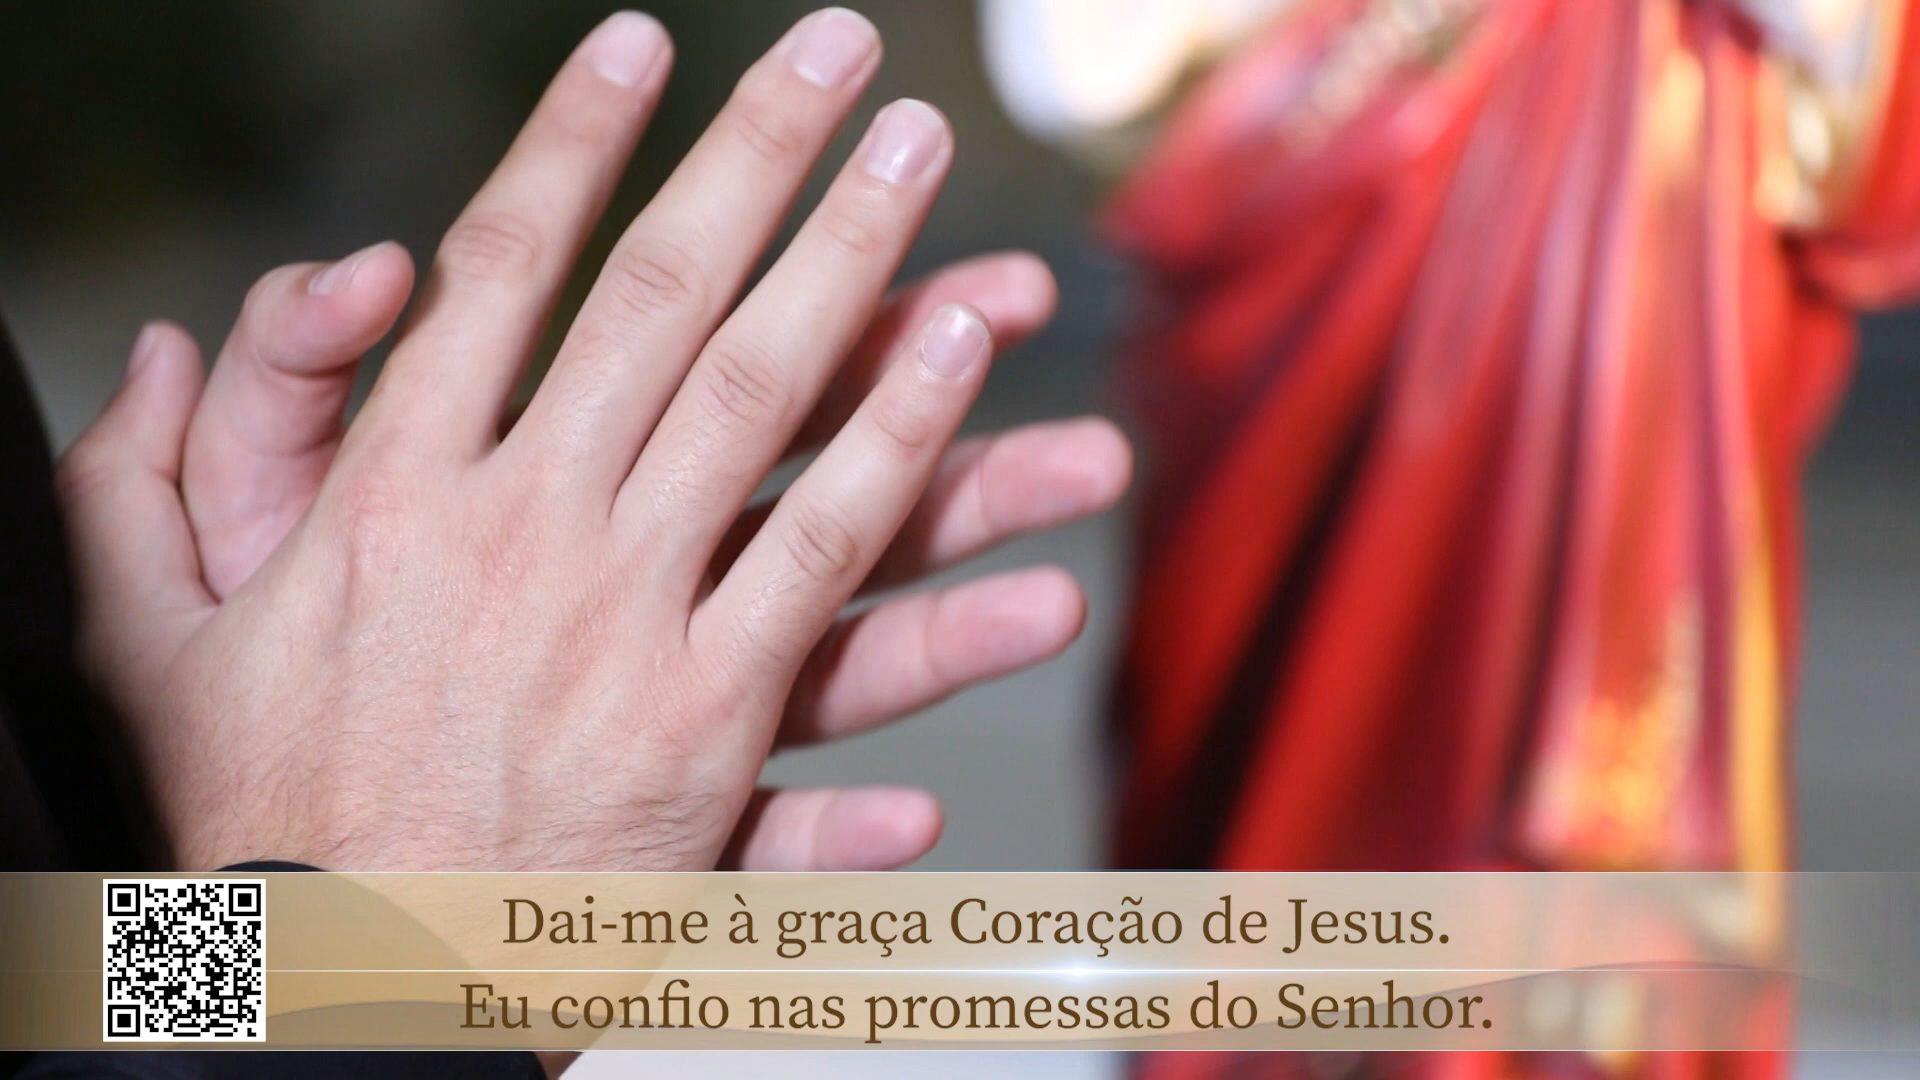 Dai-me à graça Coração de Jesus.
Eu confio nas promessas do Senhor.